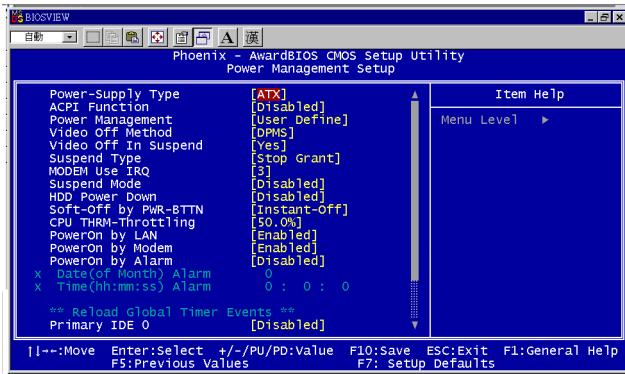 BIOSVIEW
自動
A 漢
Phoenix - AwardBIOS CMOS Setup Utility
Power Management Setup
Power-Supply Type [ATX]
ACPI Function [Disabled]
Power Management [User Define]
Video Off Method [DPMS]
Video Off In Suspend [Yes]
Suspend Type [Stop Grant]
MODEM Use IRQ [3]
Suspend Mode [Disabled]
HDD Power Down [Disabled]
Soft-Off by PWR-BTTN [Instant-Off]
CPU THRM-Throttling [50.0%]
PowerOn by LAN [Enabled]
PowerOn by Modem [Enabled]
PowerOn by Alarm [Disabled]
x Date(of Month) Alarm 0
x Time(hh:mm:ss) Alarm 0 : 0 : 0
** Reload Global Timer Events **
Primary IDE 0 [Disabled]
Item Help
Menu Level ►
↑↓→←:Move Enter:Select +/-/PU/PD:Value F10:Save ESC:Exit F1:General Help
F5:Previous Values F7: SetUp Defaults